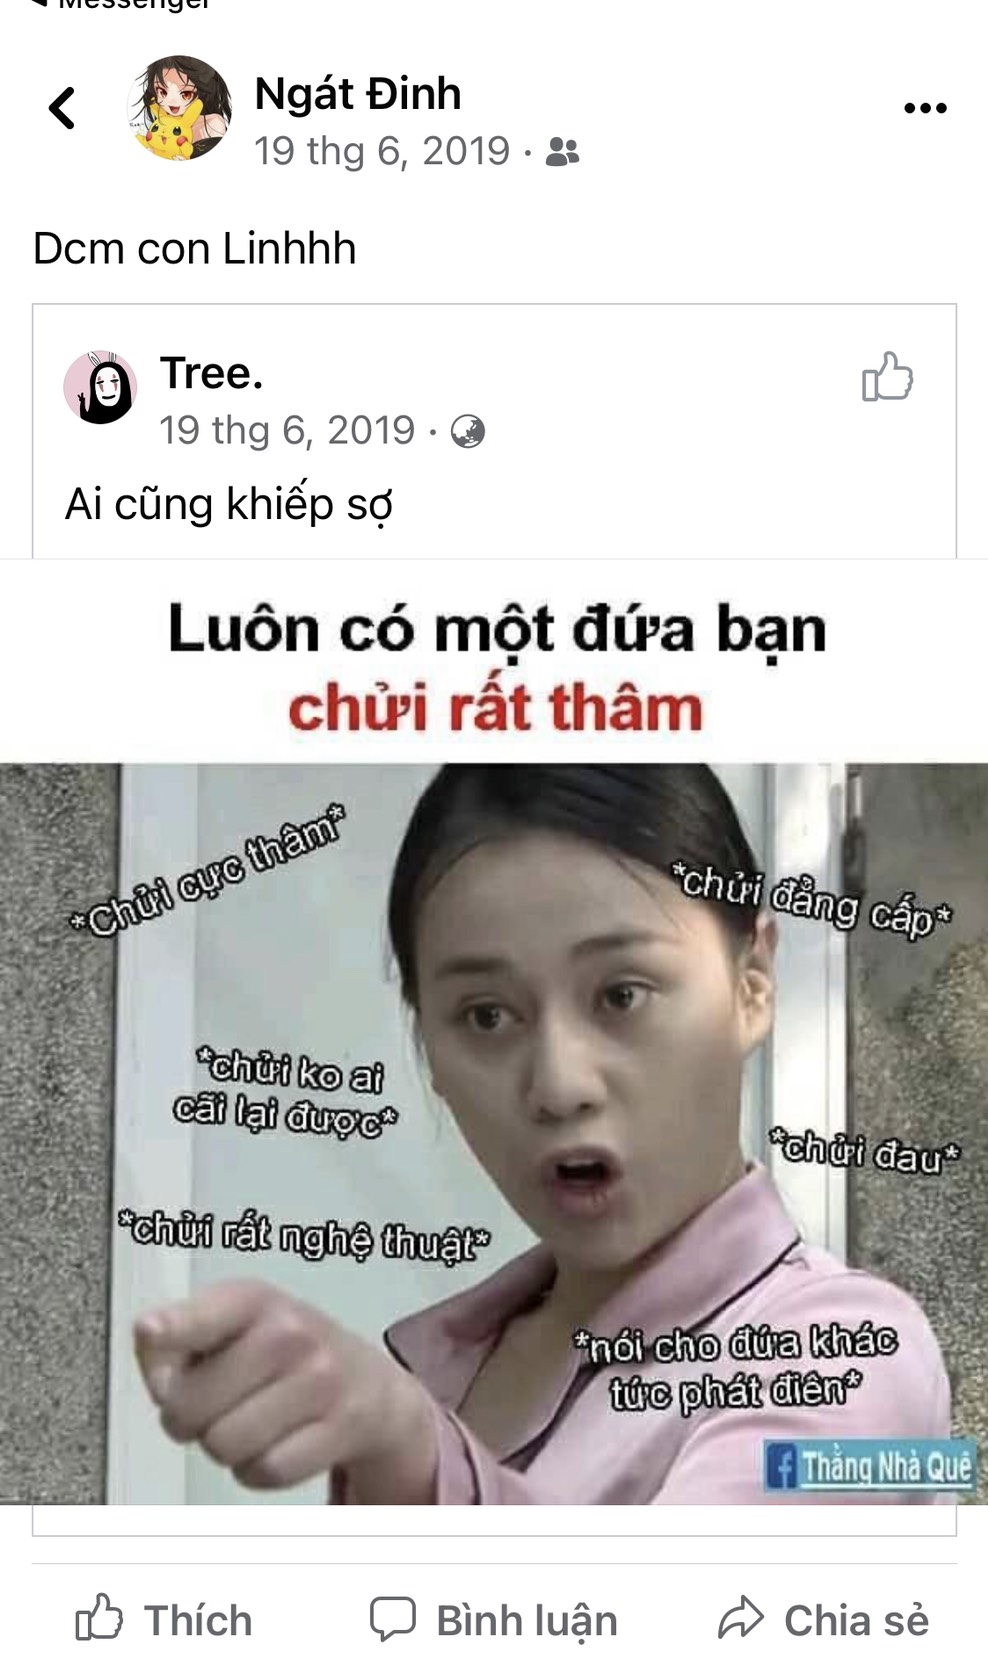 Messenger
Ngát Đinh
19 thg 6, 2019
Dcm con Linhhh
Tree.
19 thg 6, 2019
Ai cũng khiếp sợ
Luôn có một đứa bạn
chửi rất thâm
*Chửi cực thâm*
*chửi đẳng cấp*
*chửi ko ai
cãi lại được*
*chửi đau*
*chửi rất nghệ thuật*
*nói cho đứa khác
tức phát điên*
Thằng Nhà Quê
Thích
Bình luận
Chia sẻ